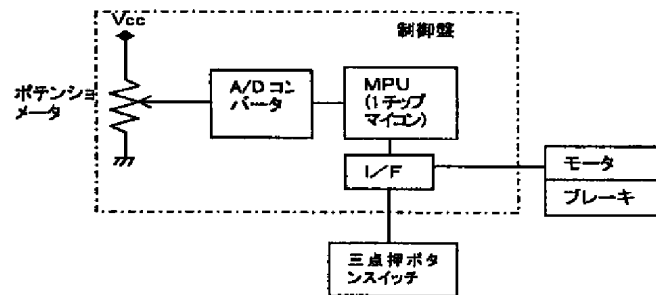 Vcc
制御盤
ポテンショ
メータ
A/Dコン
バータ
MPU
(1チップ
マイコン)
I/F
モータ
ブレーキ
三点押ボタ
ンスイッチ